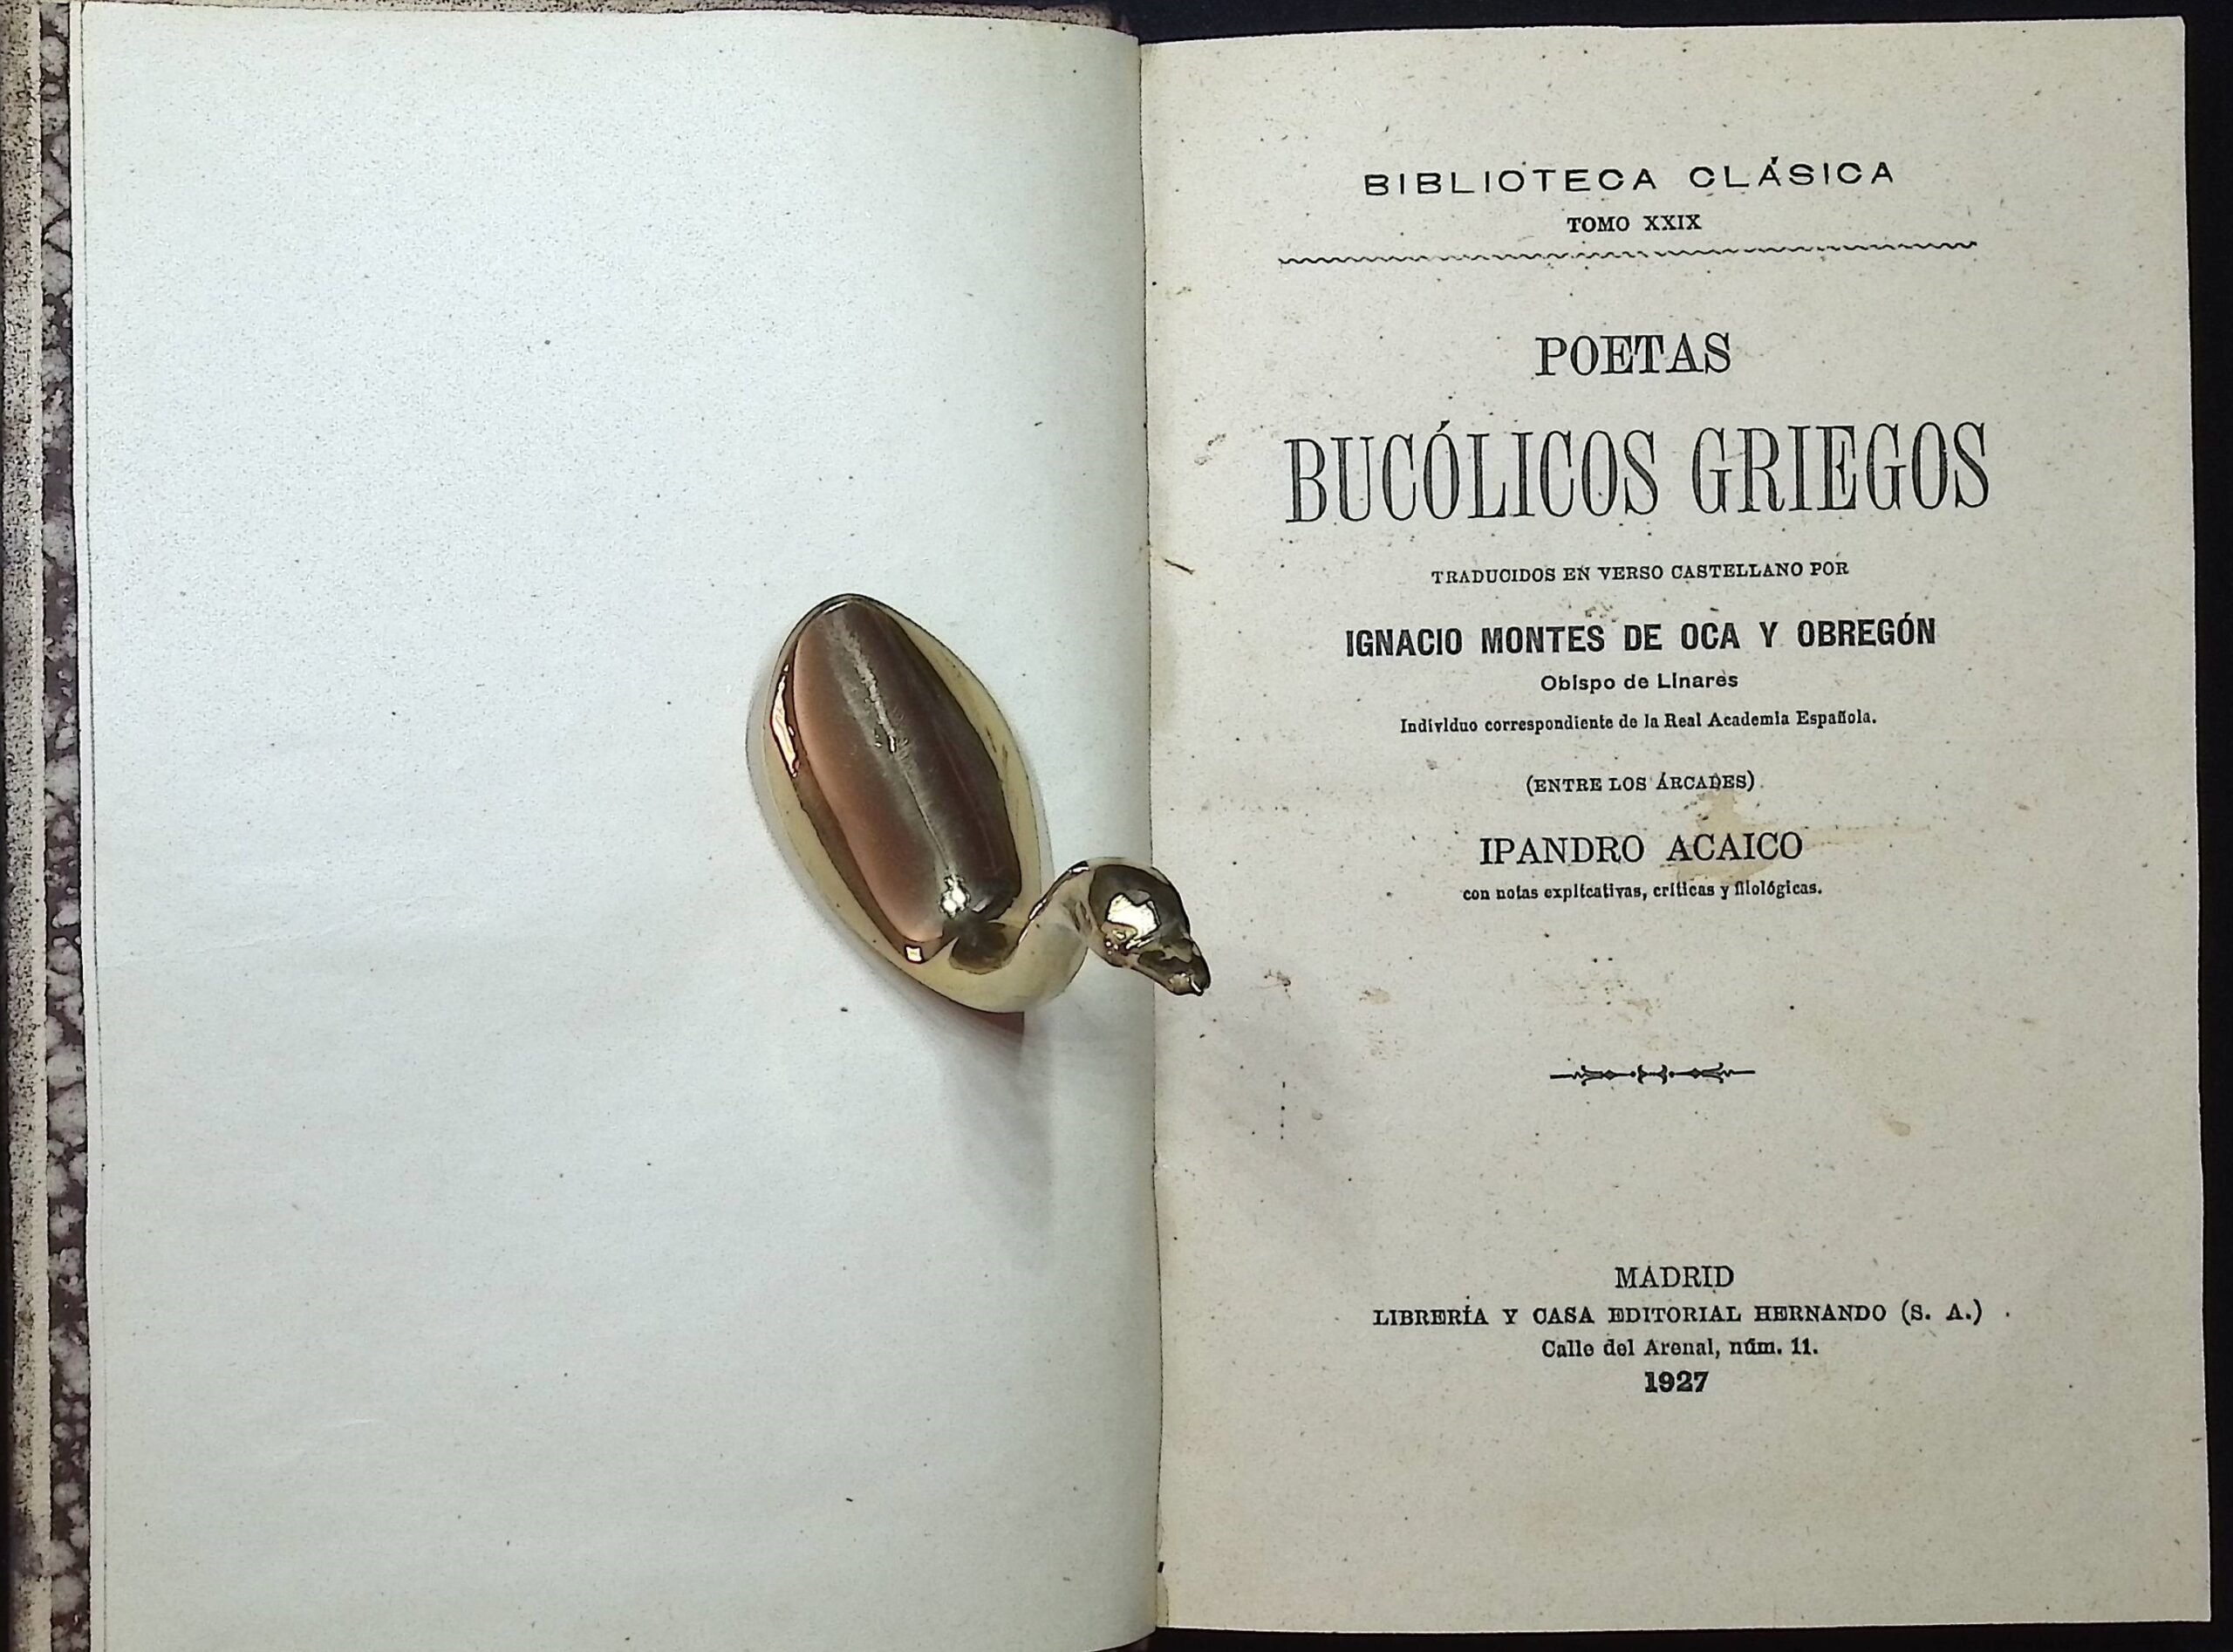 BIBLIOTECA CLÁSICA
TOMO XXIX
POETAS
BUCÓLICOS GRIEGOS
TRADUCIDOS EN VERSO CASTELLANO POR
IGNACIO MONTES DE OCA Y OBREGÓN
Obispo de Linares
Individuo correspondiente de la Real Academia Española.
(ENTRE LOS ÁRCADES)
IPANDRO ACAICO
con notas explicativas, críticas y filológicas.
MADRID
LIBRERÍA Y CASA EDITORIAL HERNANDO (S. A.)
Calle del Arenal, núm. 11.
1927